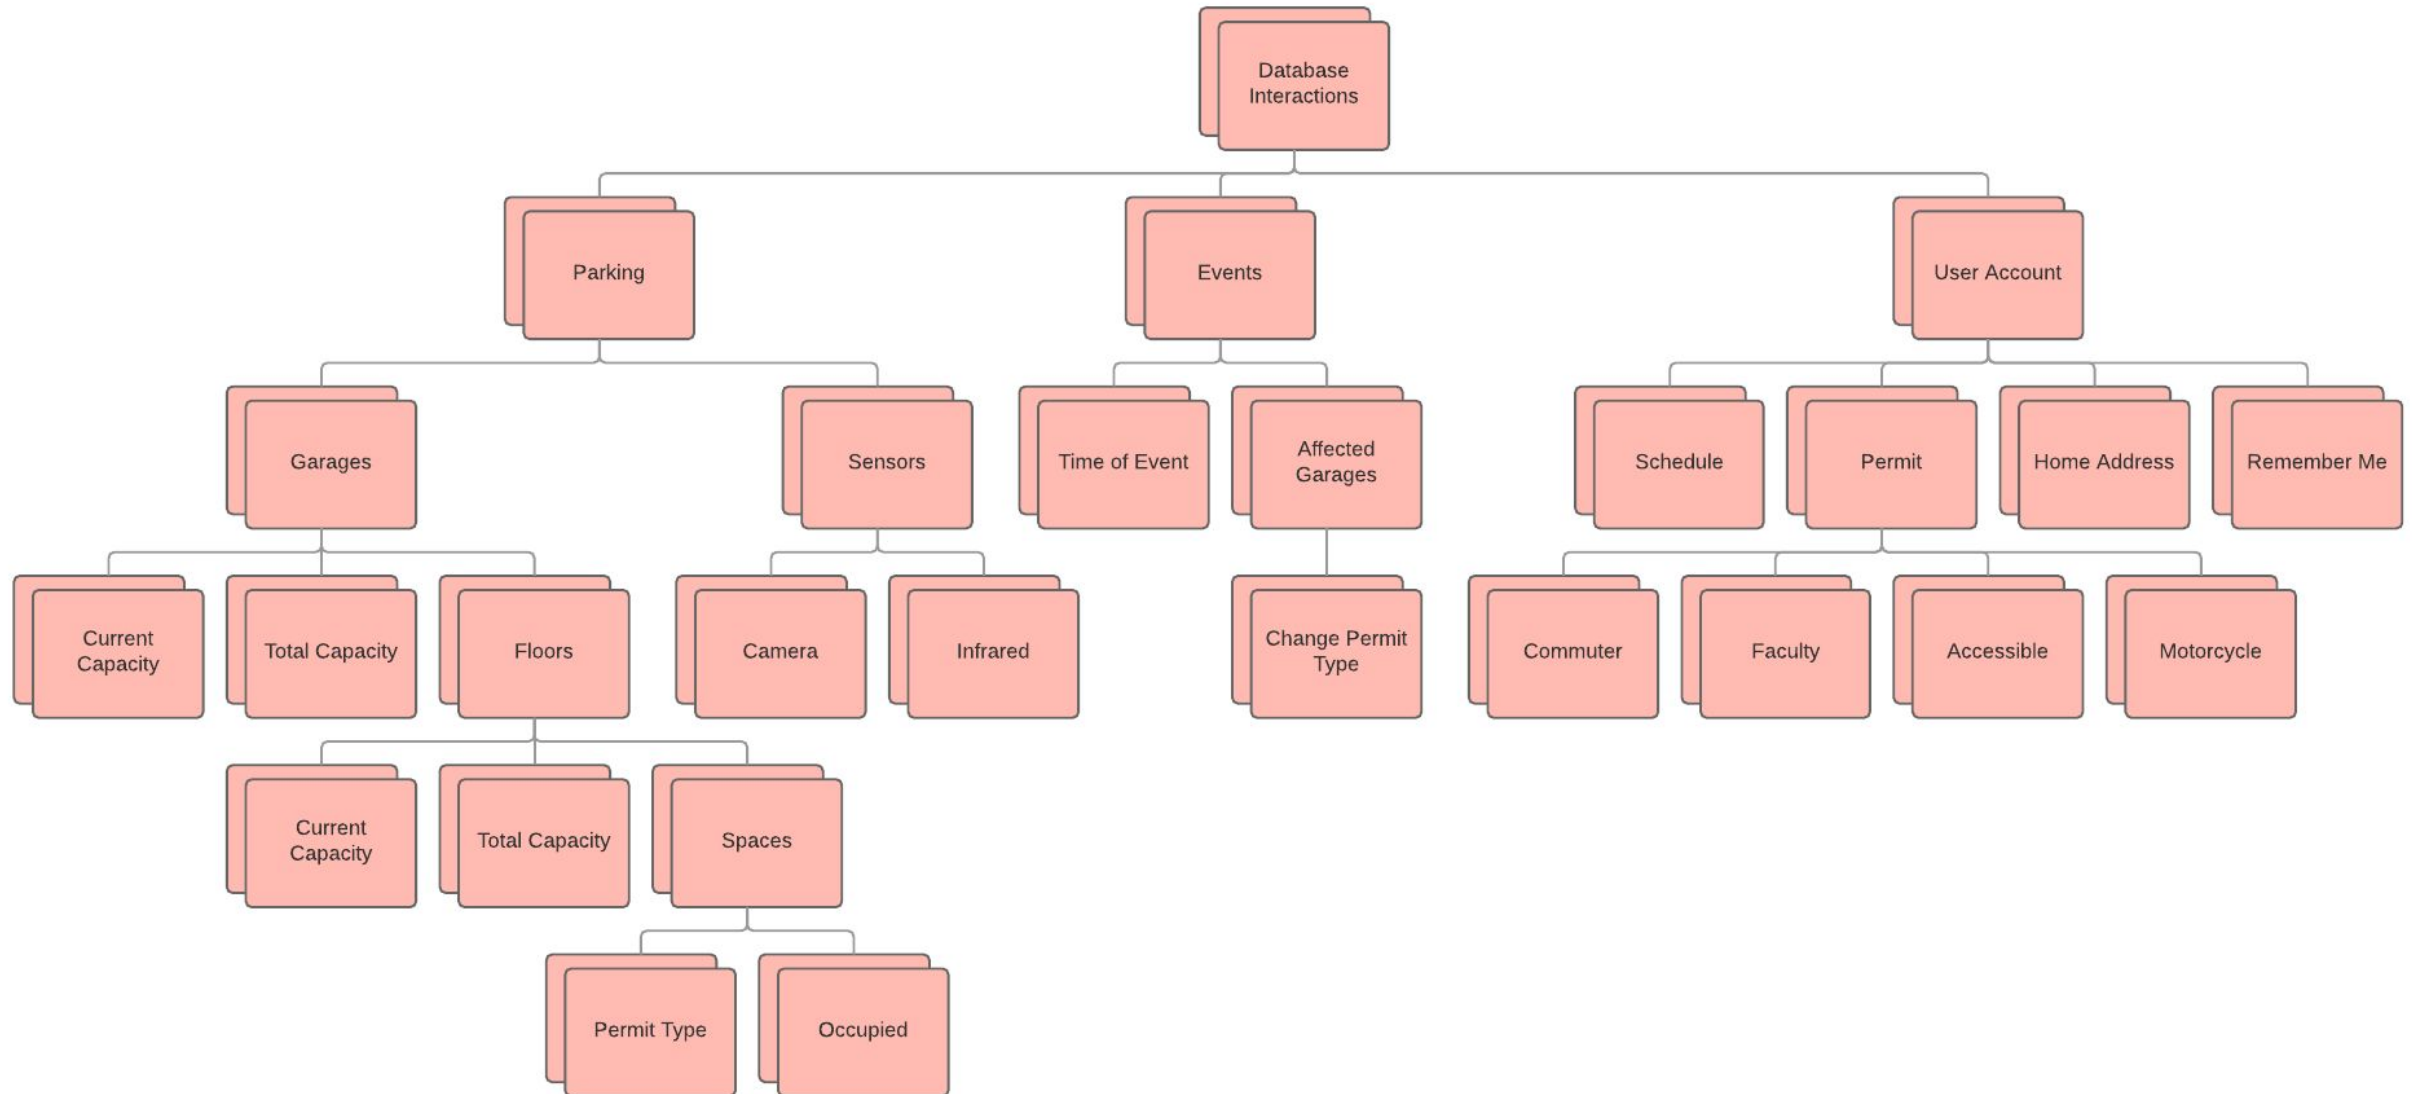 Database
Interactions
Parking
Events
User Account
Garages
Sensors
Time of Event
Affected
Garages
Schedule
Permit
Home Address
Remember Me
Current
Capacity
Total Capacity
Floors
Camera
Infrared
Change Permit
Type
Commuter
Faculty
Accessible
Motorcycle
Current
Capacity
Total Capacity
Spaces
Permit Type
Occupied